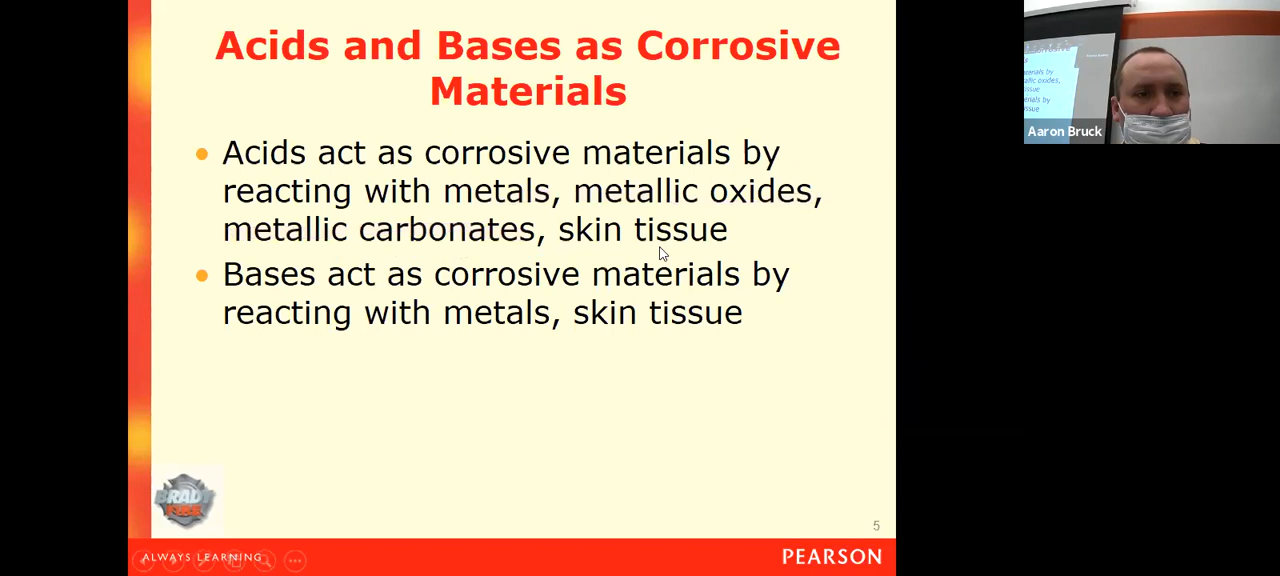 Acids and Bases as Corrosive
Materials
Acids act as corrosive materials by
reacting with metals, metallic oxides,
metallic carbonates, skin tissue
Bases act as corrosive materials by
reacting with metals, skin tissue
BRADY
FIRE
5
ALWAYS LEARNING
PEARSON
Aaron Bruck